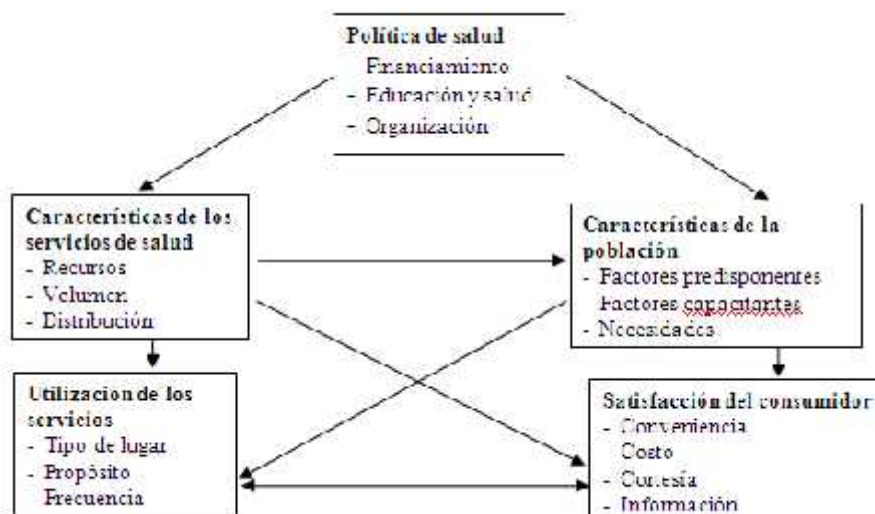 Política de salud
Financiamiento
- Educación y salud
- Organización
Características de los
servicios de salud
- Recursos
- Volumen
- Distribución
Características de la
población
- Factores predisponentes
Factores capacitantes
- Necesidades
Utilización de los
servicios
- Tipo de lugar
- Propósito
Frecuencia
Satisfacción del consumidor
- Conveniencia
Costo
- Cortesía
- Información